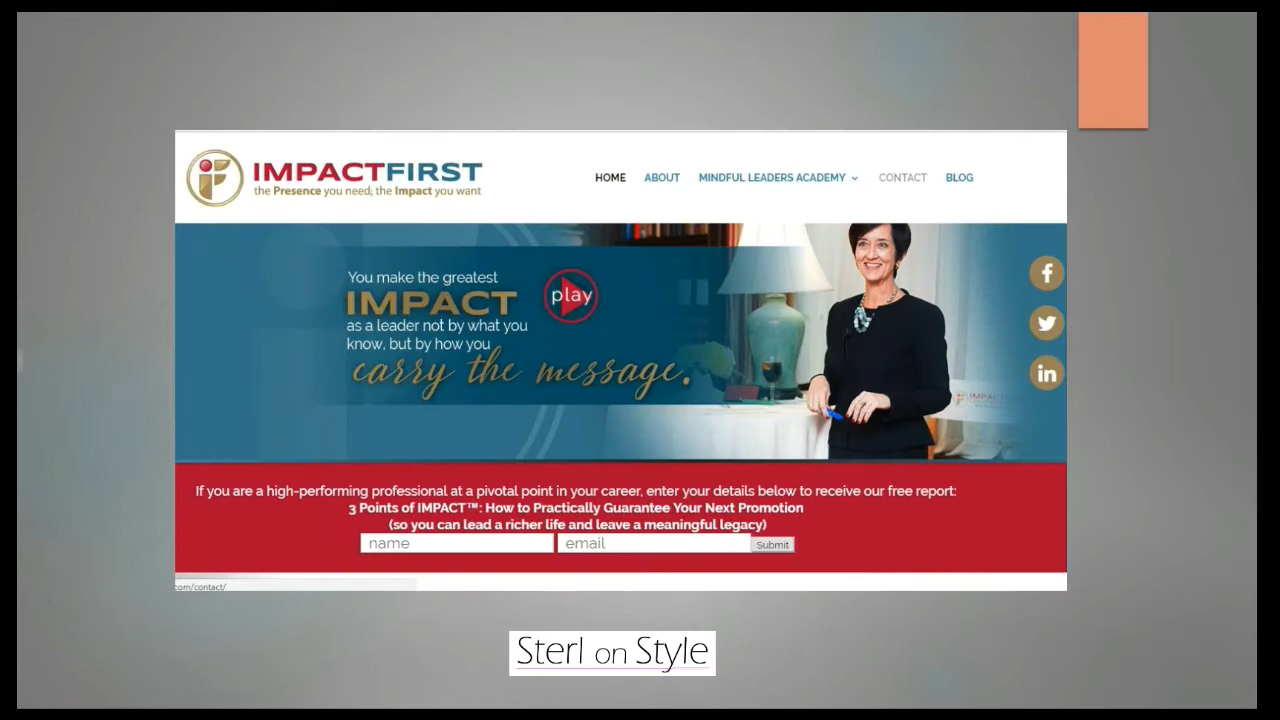 IMPACTFIRST
the Presence you need; the Impact you want
HOME ABOUT MINDFUL LEADERS ACADEMY CONTACT BLOG
You make the greatest
IMPACT
play
as a leader not by what you
know, but by how you
carry the message.
f
in
IMPACT
If you are a high-performing professional at a pivotal point in your career, enter your details below to receive our free report:
3 Points of IMPACT™: How to Practically Guarantee Your Next Promotion
(so you can lead a richer life and leave a meaningful legacy)
name email Submit
.com/contact/
Sterl on Style